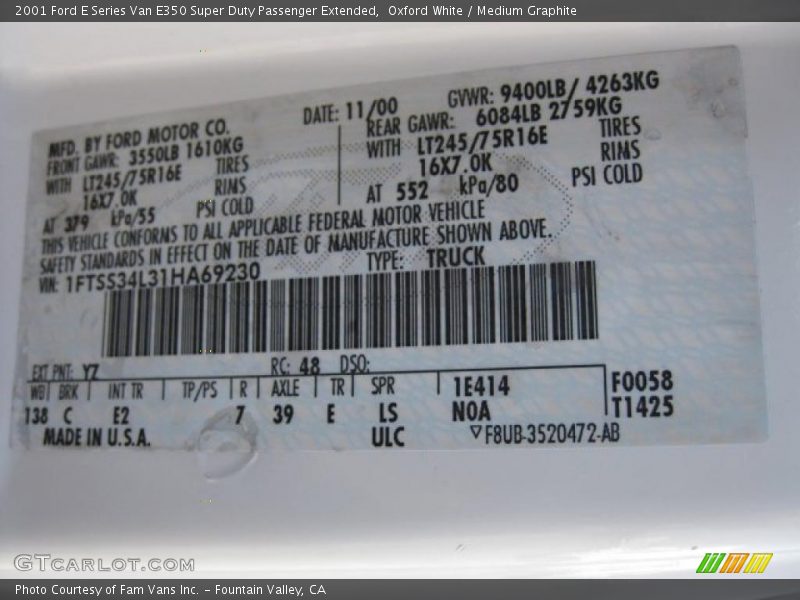 2001 Ford E Series Van E350 Super Duty Passenger Extended,  Oxford White / Medium Graphite
MFD. BY FORD MOTOR CO.
DATE: 11/00
GVWR: 9400LB/ 4263KG
FRONT GAWR: 3550LB 1610KG
REAR GAWR: 6084LB 2759KG
WITH LT245/75R16E TIRES
WITH LT245/75R16E TIRES
16X7.0K RIMS
16X7.0K RIMS
AT 379 kPa/55 PSI COLD
AT 552 kPa/80 PSI COLD
THIS VEHICLE CONFORMS TO ALL APPLICABLE FEDERAL MOTOR VEHICLE
SAFETY STANDARDS IN EFFECT ON THE DATE OF MANUFACTURE SHOWN ABOVE.
VIN: 1FTSS34L31HA69230
TYPE: TRUCK
EXT PNT: YZ RC: 48 DSO:
WB BRK INT TR TP/PS R AXLE TR SPR 1E414 F0058
138 C E2 7 39 E LS N0A T1425
MADE IN U.S.A. ULC ▽F8UB-3520472-AB
GTCARLOT.COM
Photo Courtesy of Fam Vans Inc. – Fountain Valley, CA